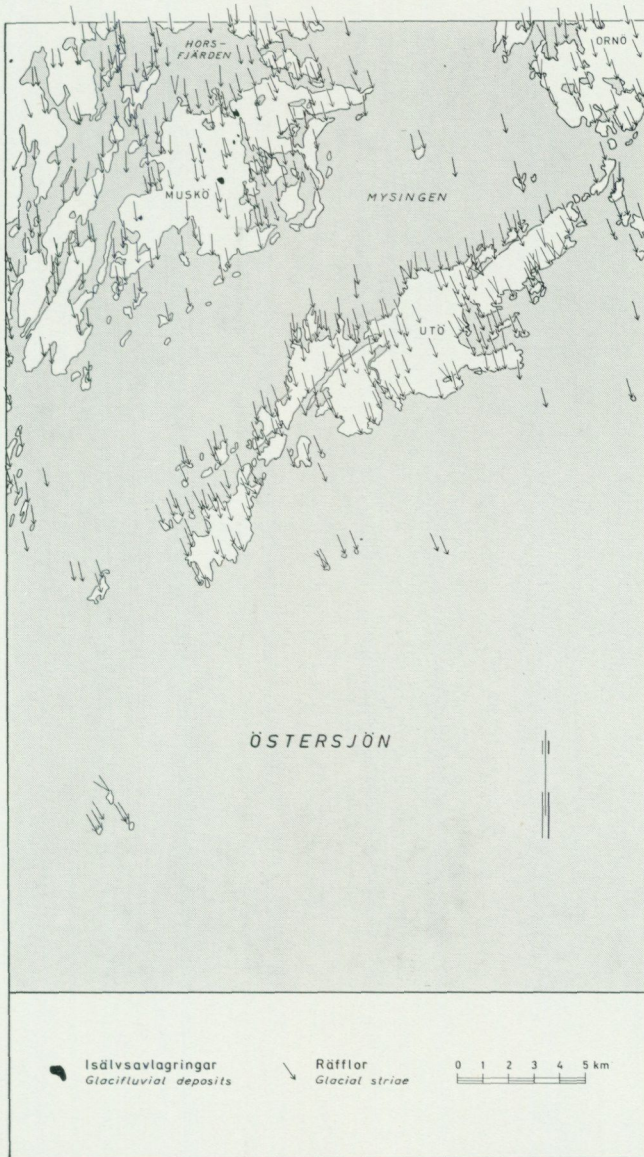 HORS-
FJÄRDEN
ORNÖ
MUSKÖ
MYSINGEN
UTÖ
ÖSTERSJÖN
Isälvsavlagringar
Glacifluvial deposits
Räfflor
Glacial striae
0 1 2 3 4 5 km